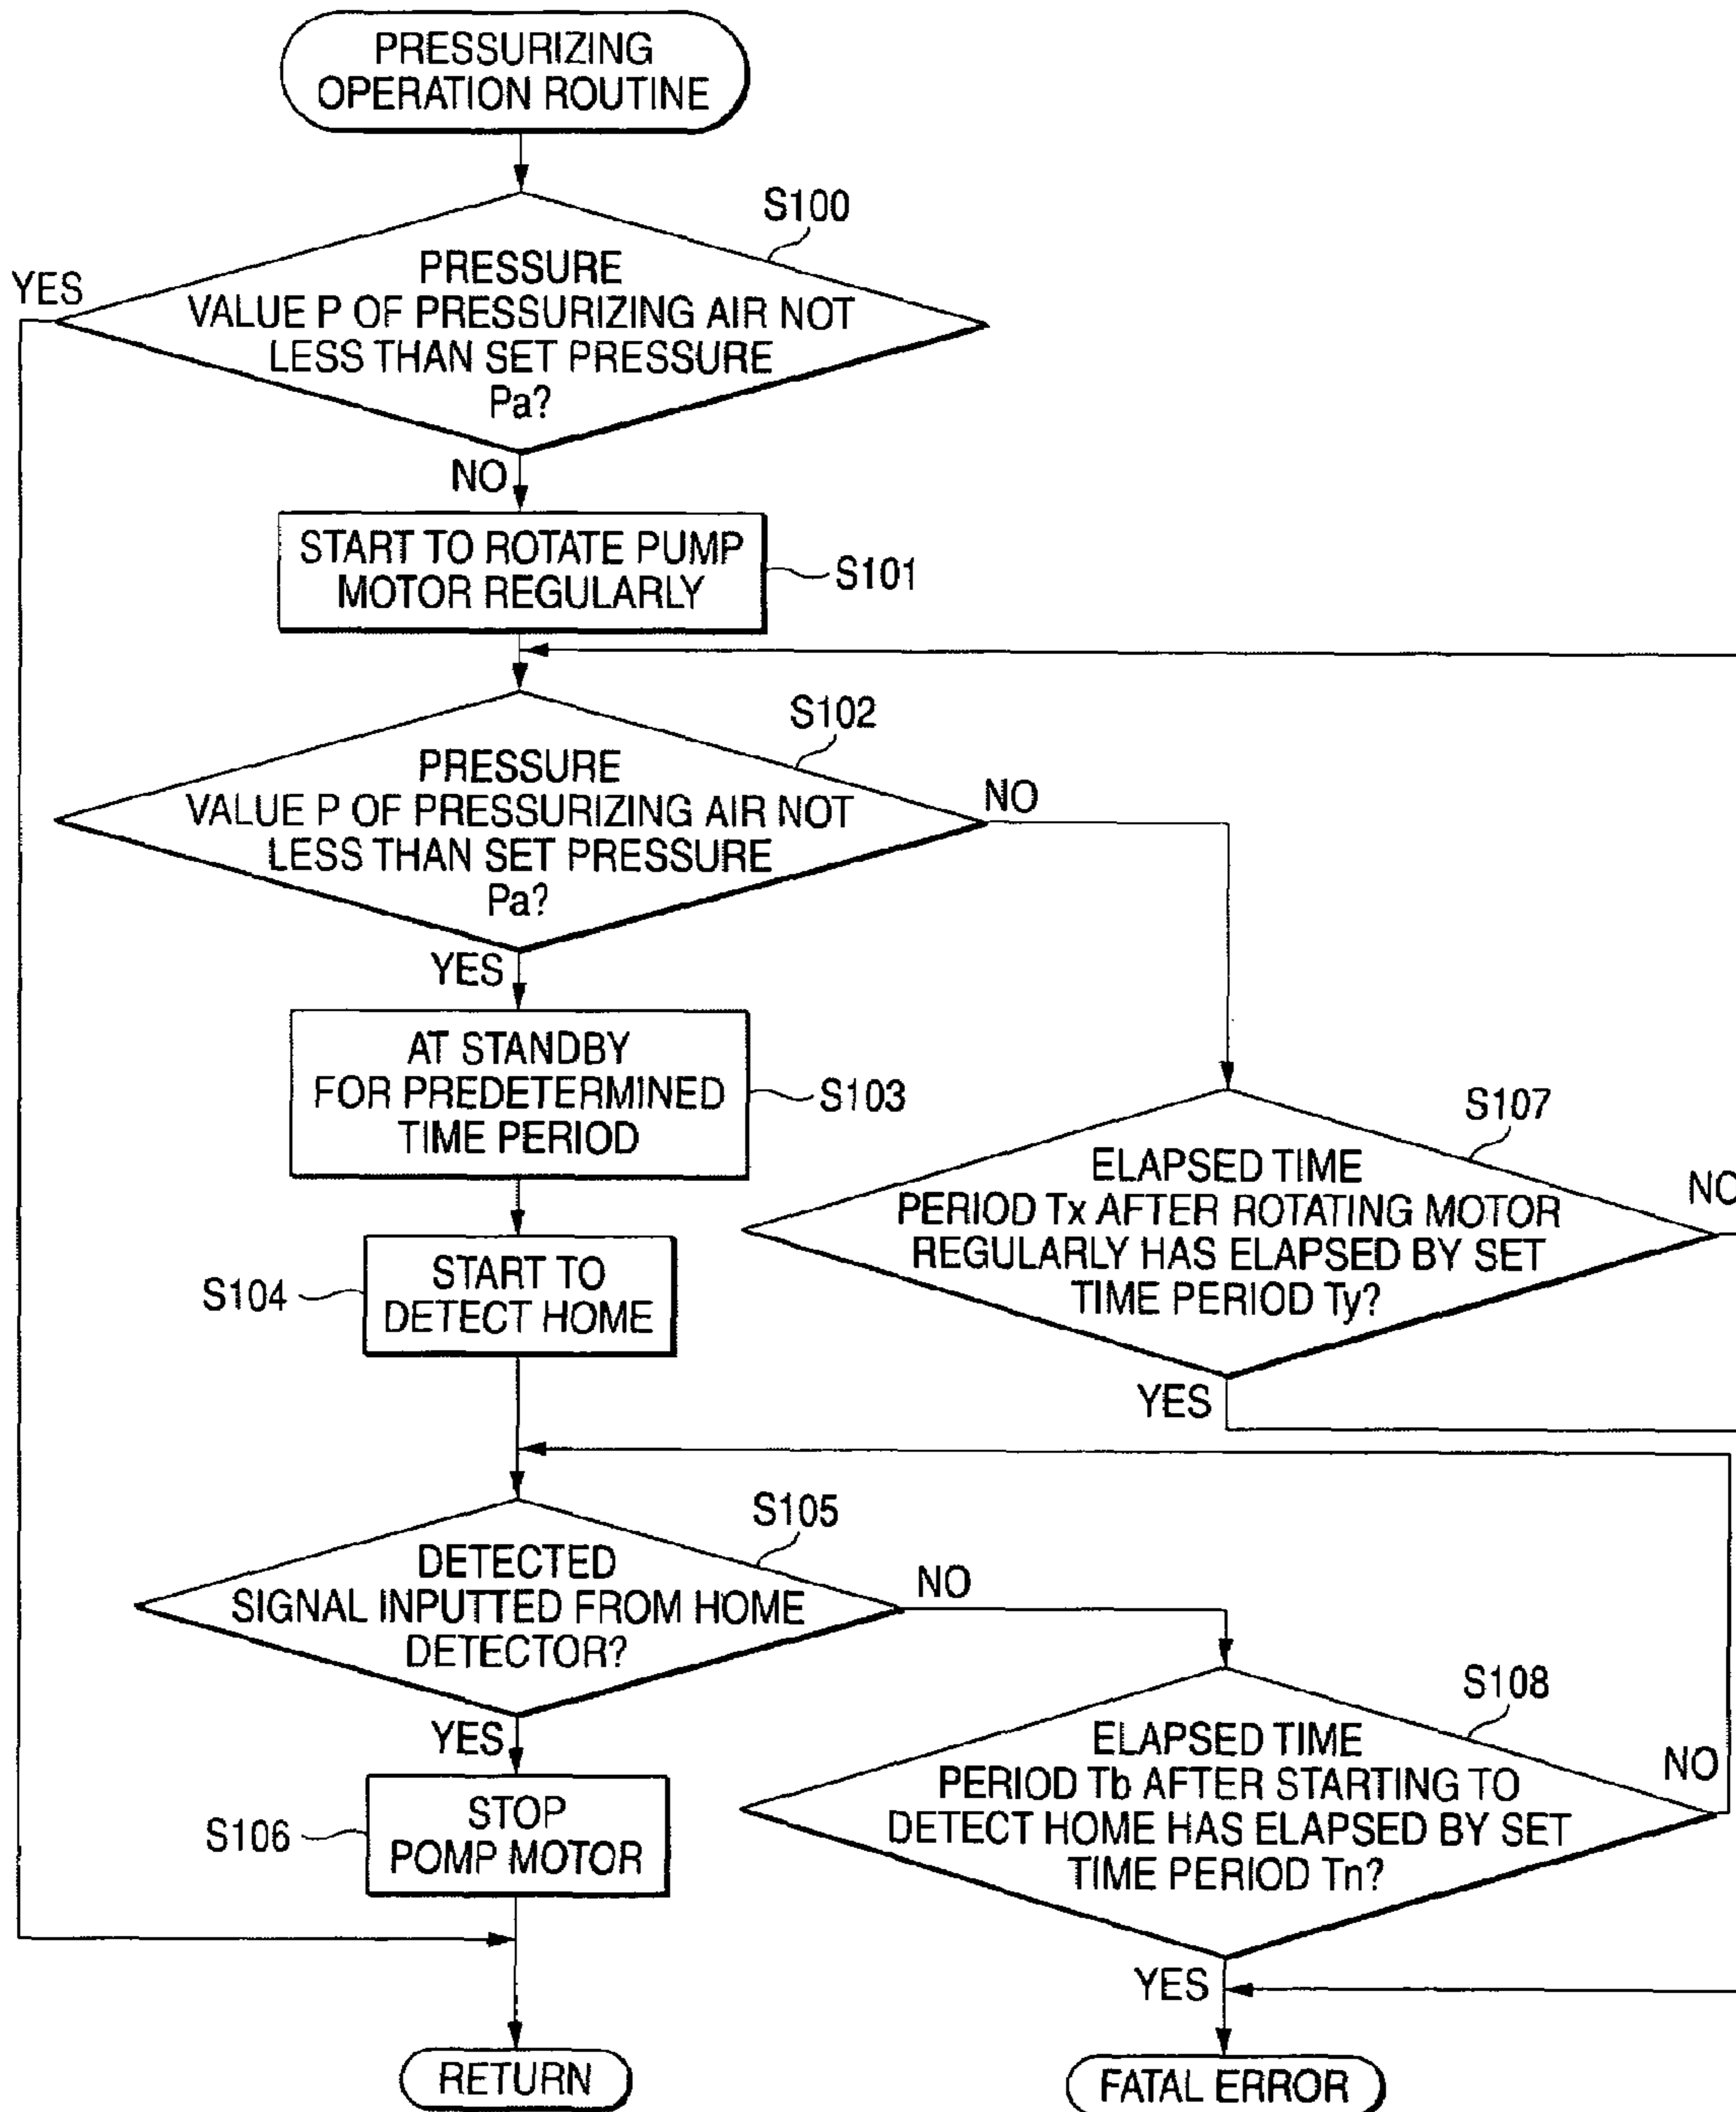 PRESSURIZING
OPERATION ROUTINE
S100
YES
PRESSURE
VALUE P OF PRESSURIZING AIR NOT
LESS THAN SET PRESSURE
Pa?
NO
START TO ROTATE PUMP
MOTOR REGULARLY
S101
S102
PRESSURE
VALUE P OF PRESSURIZING AIR NOT
LESS THAN SET PRESSURE
Pa?
NO
YES
AT STANDBY
FOR PREDETERMINED
TIME PERIOD
S103
S107
ELAPSED TIME
PERIOD Tx AFTER ROTATING MOTOR
REGULARLY HAS ELAPSED BY SET
TIME PERIOD Ty?
NO
YES
S104
START TO
DETECT HOME
S105
DETECTED
SIGNAL INPUTTED FROM HOME
DETECTOR?
NO
YES
S108
ELAPSED TIME
PERIOD Tb AFTER STARTING TO
DETECT HOME HAS ELAPSED BY SET
TIME PERIOD Tn?
NO
YES
S106
STOP
POMP MOTOR
RETURN
FATAL ERROR